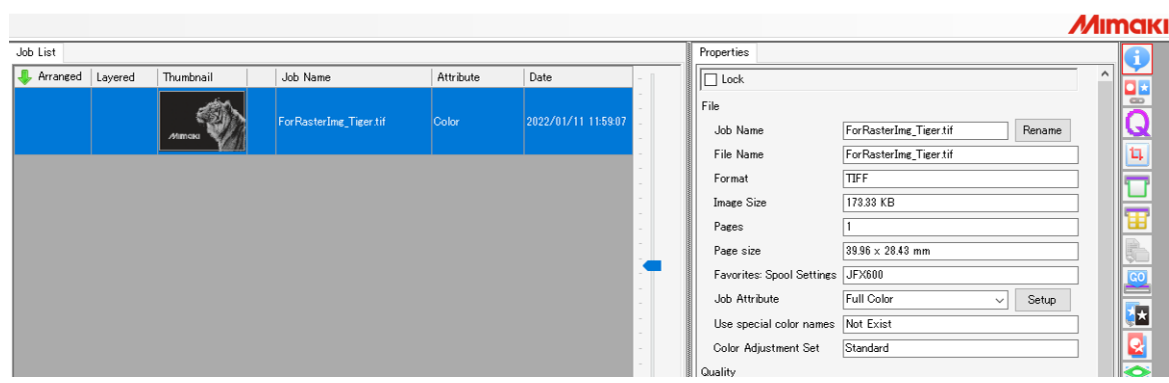 Mimaki
Job List
Arranged Layered Thumbnail Job Name Attribute Date
Mimaki
ForRasterImg_Tiger.tif Color 2022/01/11 11:59:07
Properties
Lock
File
Job Name ForRasterImg_Tiger.tif Rename
File Name ForRasterImg_Tiger.tif
Format TIFF
Image Size 173.33 KB
Pages 1
Page size 39.96 x 28.43 mm
Favorites: Spool Settings JFX600
Job Attribute Full Color Setup
Use special color names Not Exist
Color Adjustment Set Standard
Quality
GO